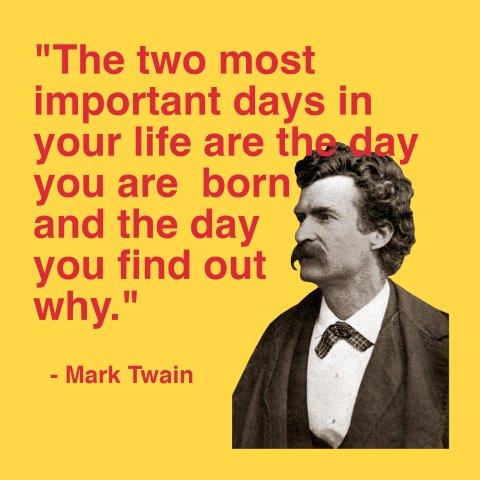 "The two most
important days in
your life are the day
you are  born
and the day
you find out
why."
- Mark Twain